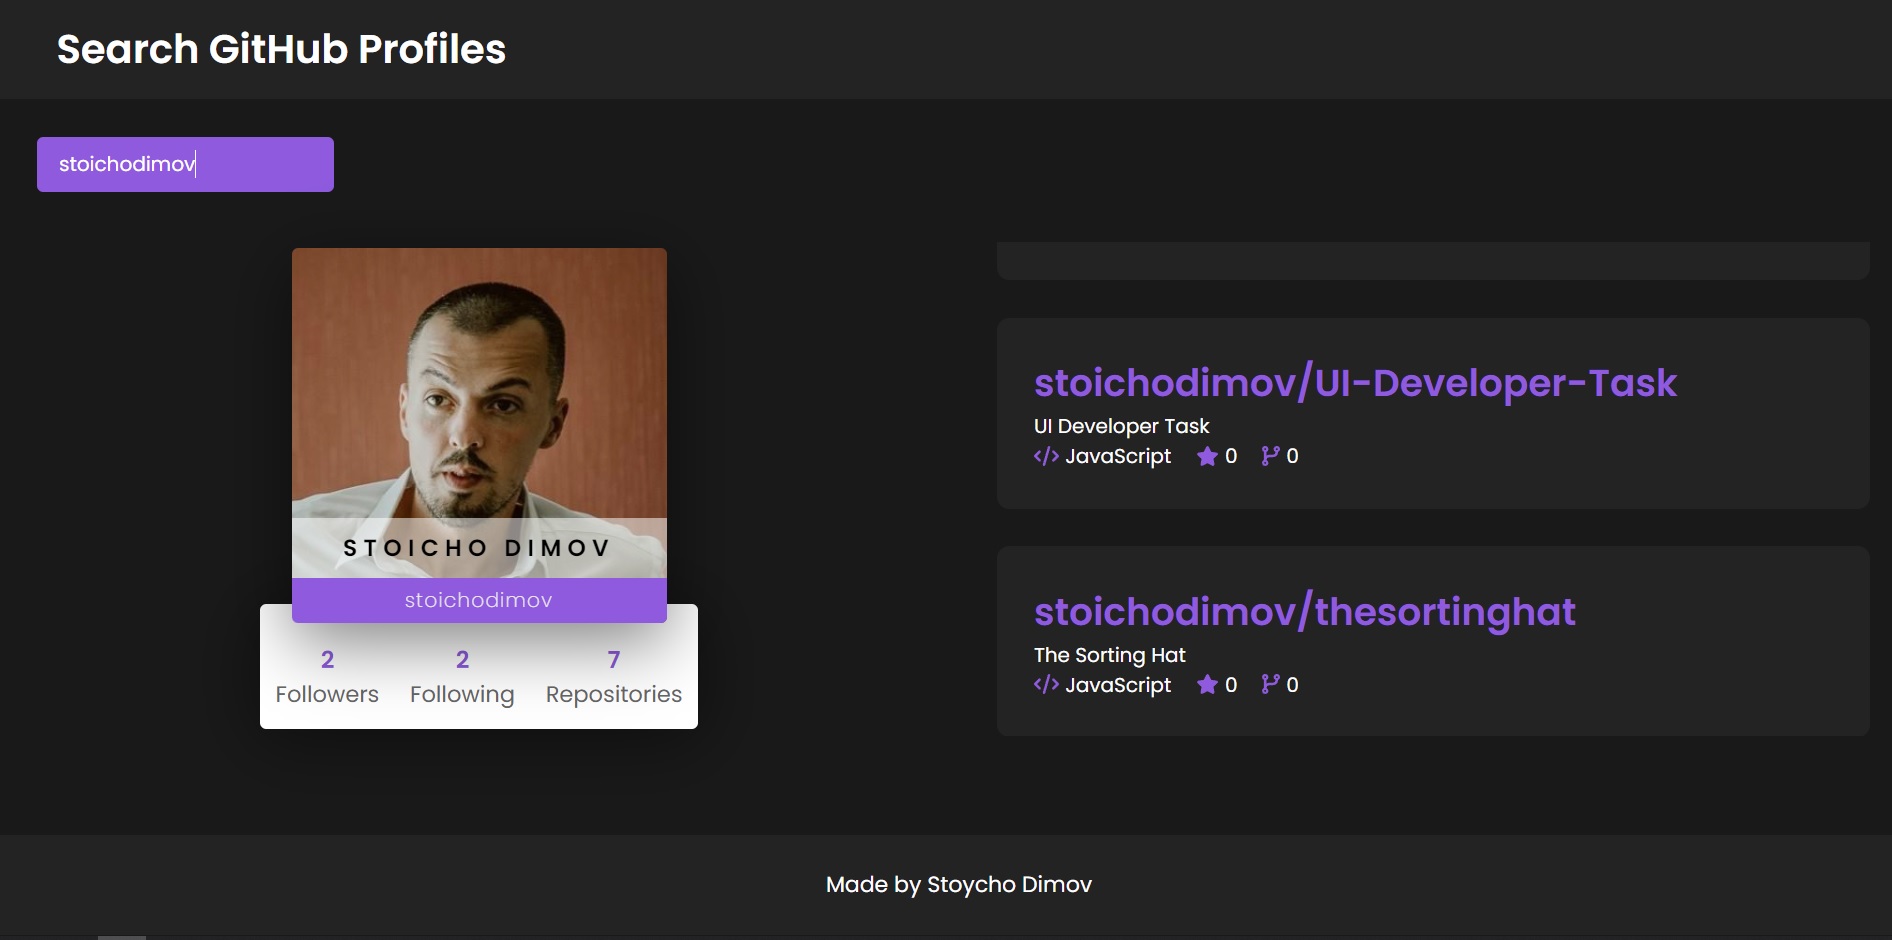 Search GitHub Profiles
stoichodimov
STOICHO DIMOV
stoichodimov
2 2 7
Followers Following Repositories
stoichodimov/UI-Developer-Task
UI Developer Task
JavaScript 0 0
stoichodimov/thesortinghat
The Sorting Hat
JavaScript 0 0
Made by Stoycho Dimov